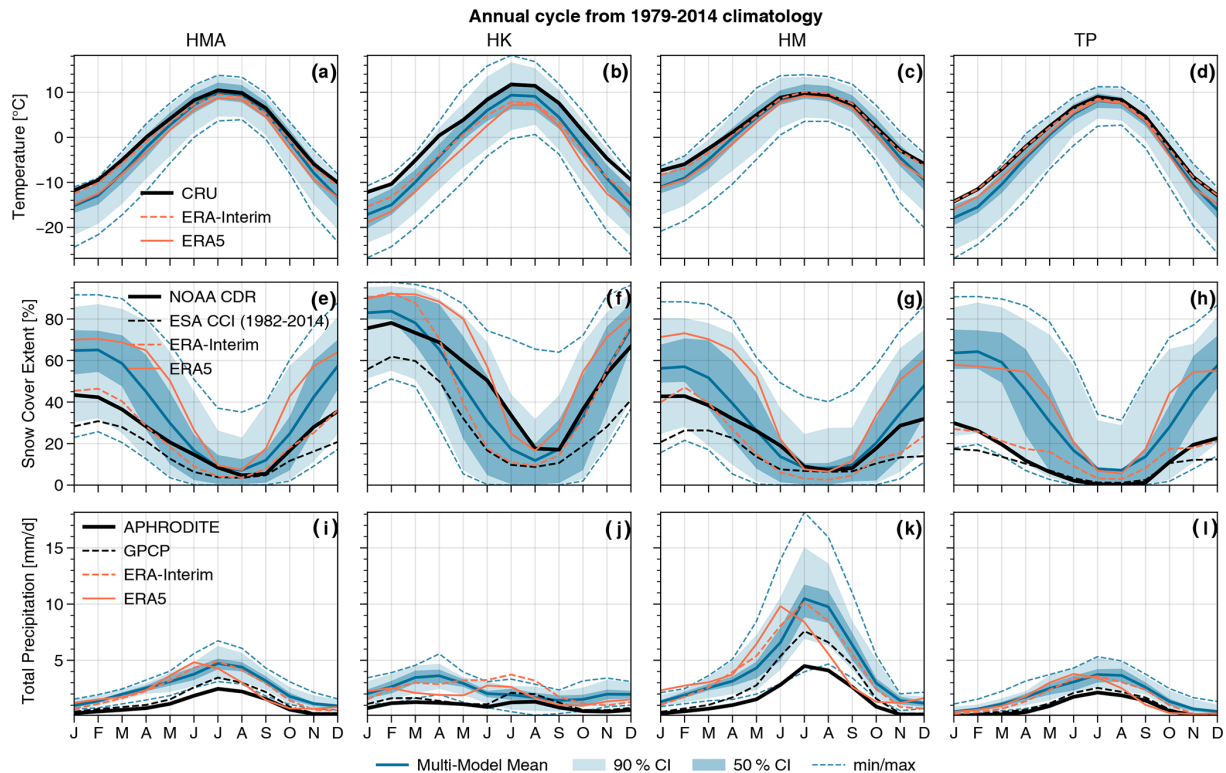 Annual cycle from 1979-2014 climatology
HMA HK HM TP
Temperature [°C]
10
0
−10
−20
(a) (b) (c) (d)
CRU
ERA-Interim
ERA5
Snow Cover Extent [%]
80
60
40
20
0
(e) (f) (g) (h)
NOAA CDR
ESA CCI (1982-2014)
ERA-Interim
ERA5
Total Precipitation [mm/d]
15
10
5
(i) (j) (k) (l)
APHRODITE
GPCP
ERA-Interim
ERA5
J F M A M J J A S O N D J F M A M J J A S O N D J F M A M J J A S O N D J F M A M J J A S O N D
Multi-Model Mean 90 % CI 50 % CI min/max